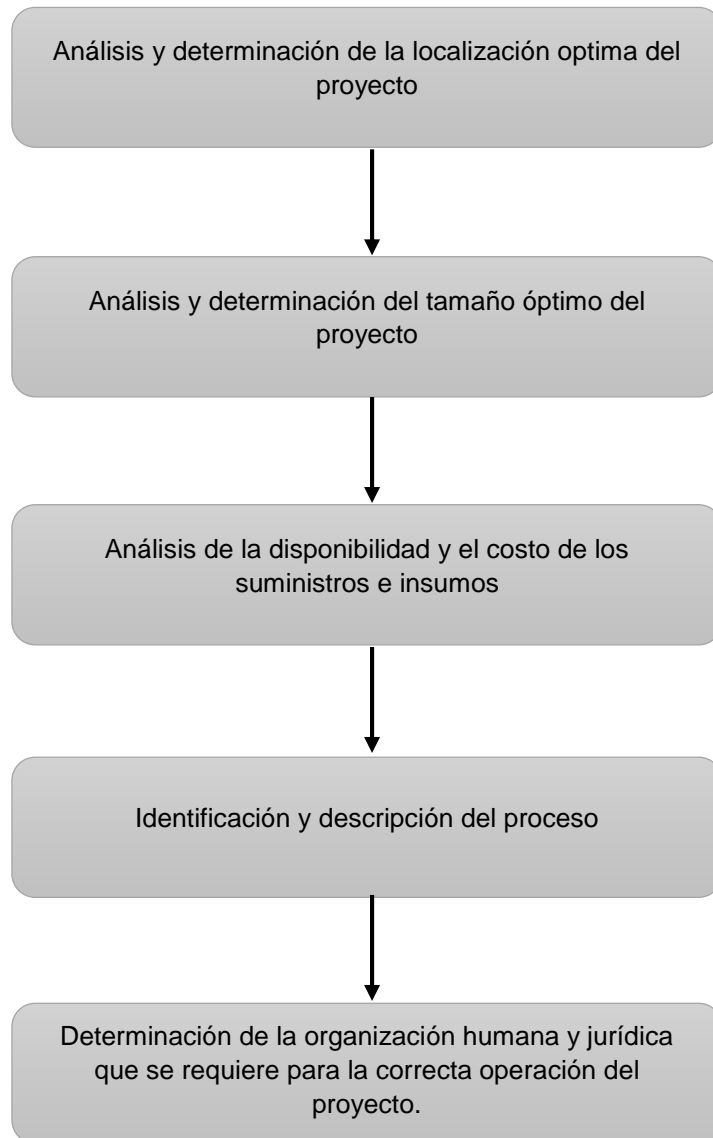 Análisis y determinación de la localización optima del
proyecto
Análisis y determinación del tamaño óptimo del
proyecto
Análisis de la disponibilidad y el costo de los
suministros e insumos
Identificación y descripción del proceso
Determinación de la organización humana y jurídica
que se requiere para la correcta operación del
proyecto.